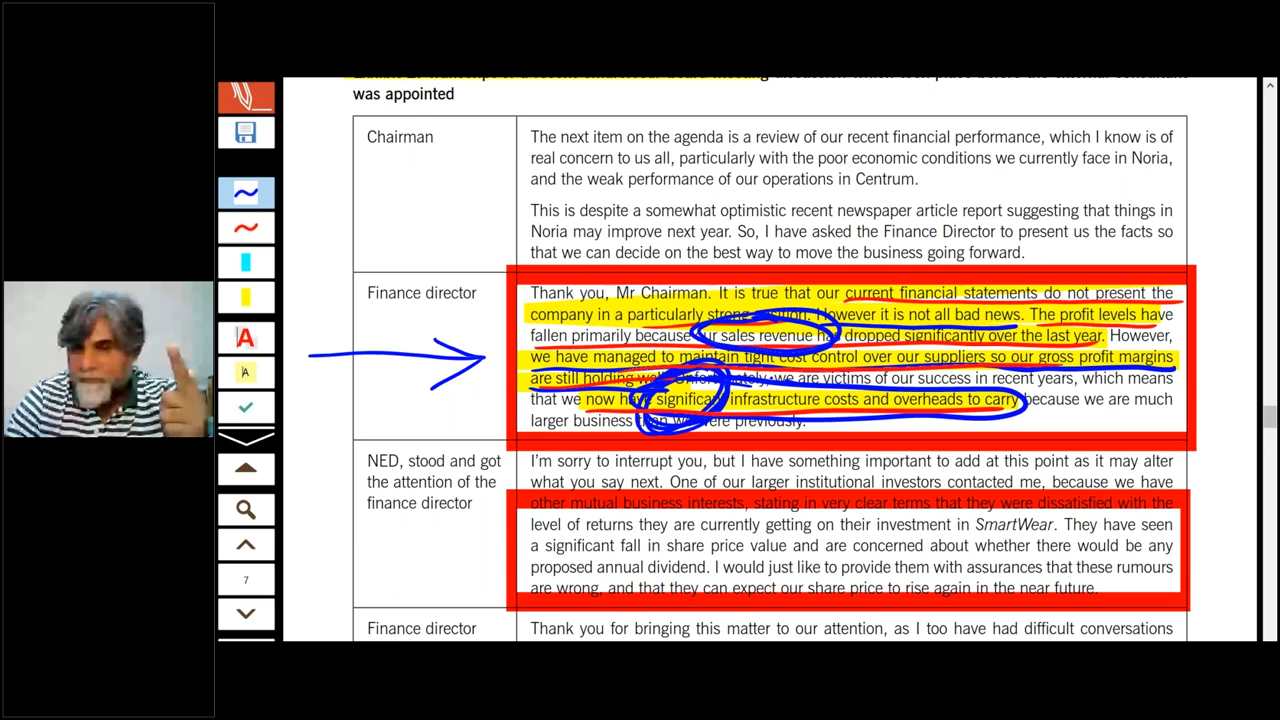 was appointed
Chairman
The next item on the agenda is a review of our recent financial performance, which I know is of
real concern to us all, particularly with the poor economic conditions we currently face in Noria,
and the weak performance of our operations in Centrum.
This is despite a somewhat optimistic recent newspaper article report suggesting that things in
Noria may improve next year. So, I have asked the Finance Director to present us the facts so
that we can decide on the best way to move the business going forward.
Finance director
Thank you, Mr Chairman. It is true that our current financial statements do not present the
company in a particularly strong position. However it is not all bad news. The profit levels have
fallen primarily because our sales revenue had dropped significantly over the last year. However,
we have managed to maintain tight cost control over our suppliers so our gross profit margins
are still holding well. Unfortunately, we are victims of our success in recent years, which means
that we now have significant infrastructure costs and overheads to carry because we are much
larger business than we were previously.
NED, stood and got
the attention of the
finance director
I'm sorry to interrupt you, but I have something important to add at this point as it may alter
what you say next. One of our larger institutional investors contacted me, because we have
other mutual business interests, stating in very clear terms that they were dissatisfied with the
level of returns they are currently getting on their investment in SmartWear. They have seen
a significant fall in share price value and are concerned about whether there would be any
proposed annual dividend. I would just like to provide them with assurances that these rumours
are wrong, and that they can expect our share price to rise again in the near future.
Finance director
Thank you for bringing this matter to our attention, as I too have had difficult conversations
A
A
7